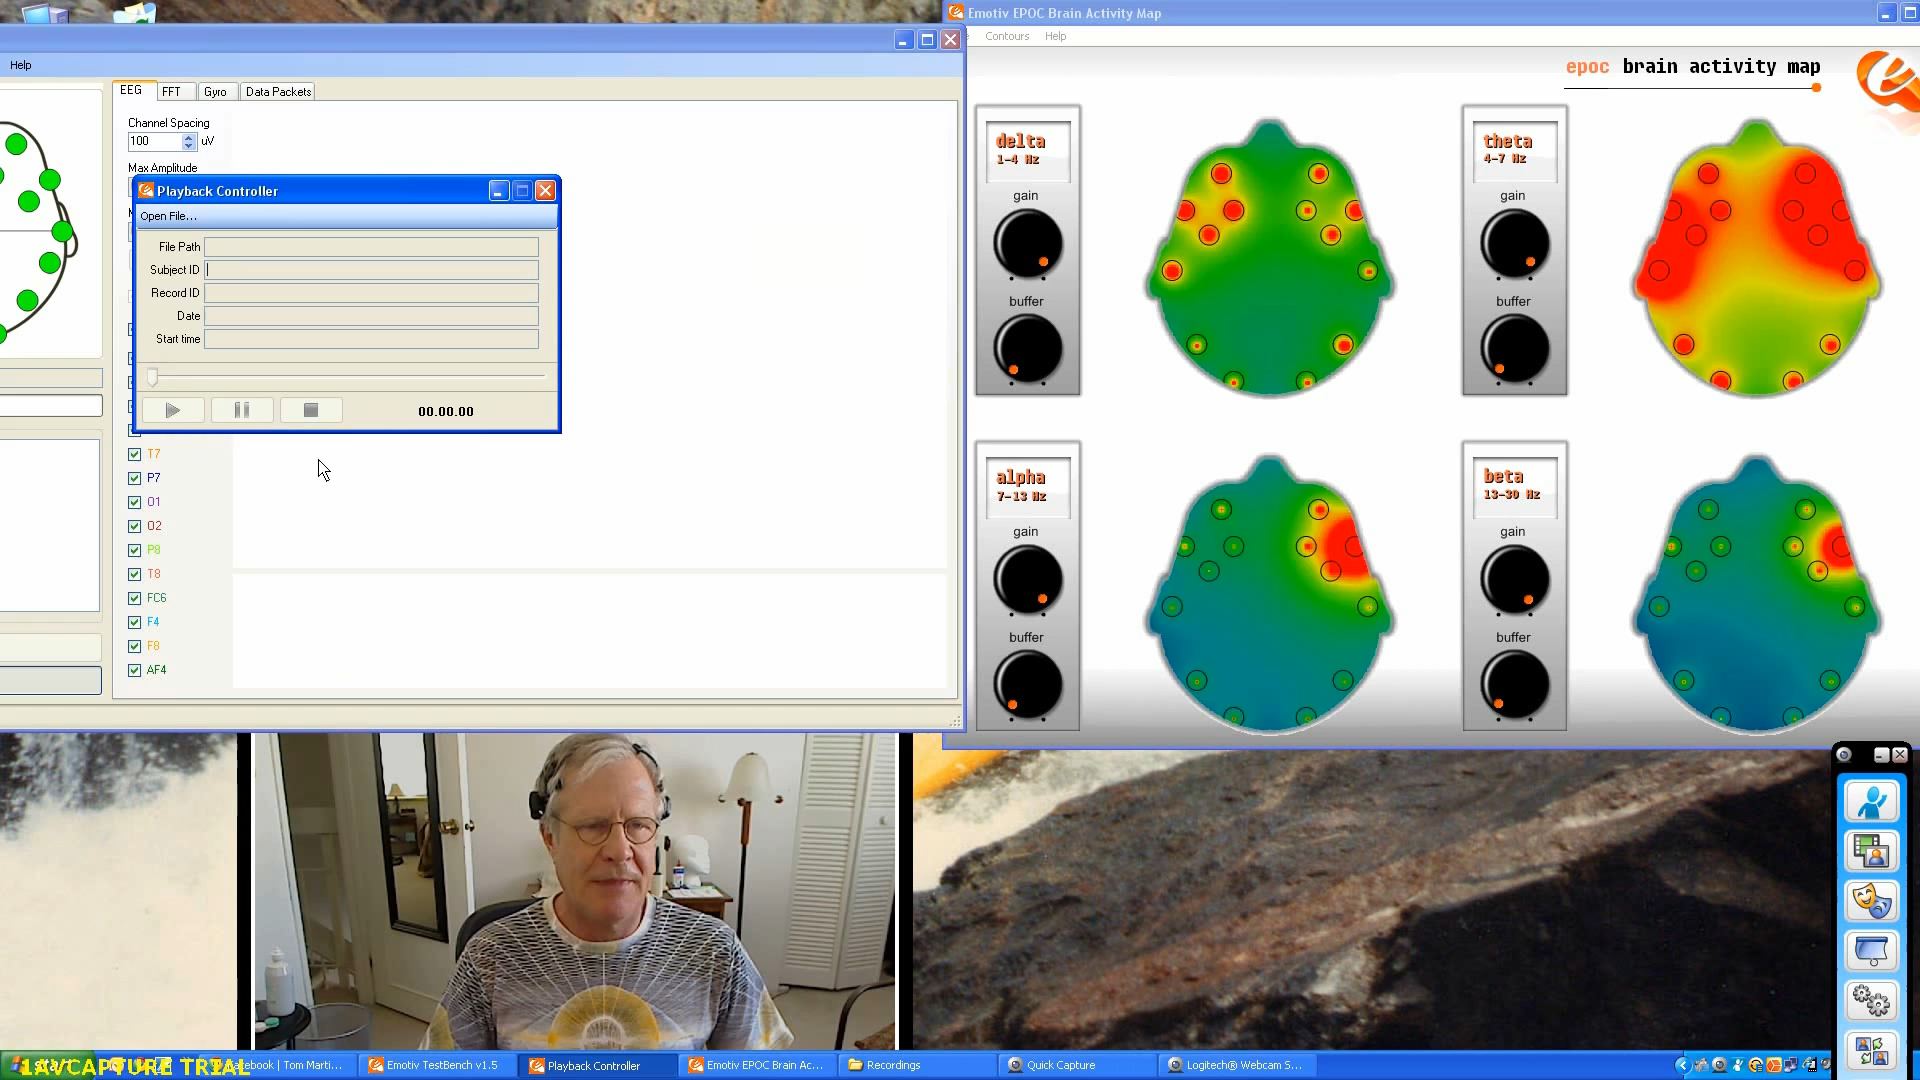 Help
EEG
FFT
Gyro
Data Packets
Channel Spacing
100
uV
Max Amplitude
Playback Controller
Open File...
File Path
Subject ID
Record ID
Date
Start time
00.00.00
T7
P7
O1
O2
P8
T8
FC6
F4
F8
AF4
Emotiv EPOC Brain Activity Map
Contours Help
epoc brain activity map
delta
1-4 Hz
gain
buffer
theta
4-7 Hz
gain
buffer
alpha
7-13 Hz
gain
buffer
beta
13-30 Hz
gain
buffer
1AVCAPTURE TRIAL
Tom Marti...
Emotiv TestBench v1.5
Playback Controller
Emotiv EPOC Brain Ac...
Recordings
Quick Capture
Logitech® Webcam S...